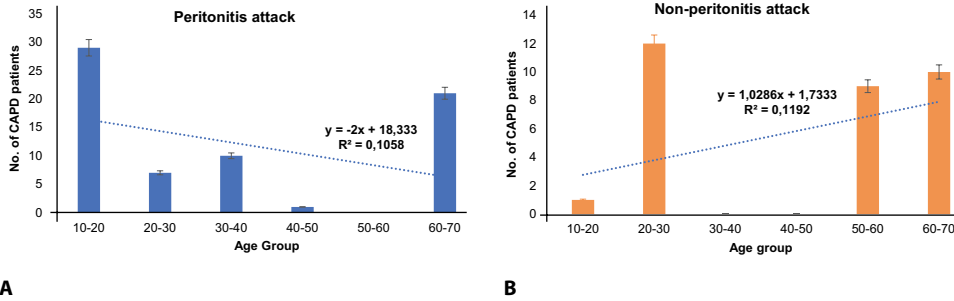 Peritonitis attack
No. of CAPD patients
35
30
25
20
15
10
5
0
y = -2x + 18,333
R² = 0,1058
10-20 20-30 30-40 40-50 50-60 60-70
Age Group
A
Non-peritonitis attack
No. of CAPD patients
14
12
10
8
6
4
2
0
y = 1,0286x + 1,7333
R² = 0,1192
10-20 20-30 30-40 40-50 50-60 60-70
Age group
B